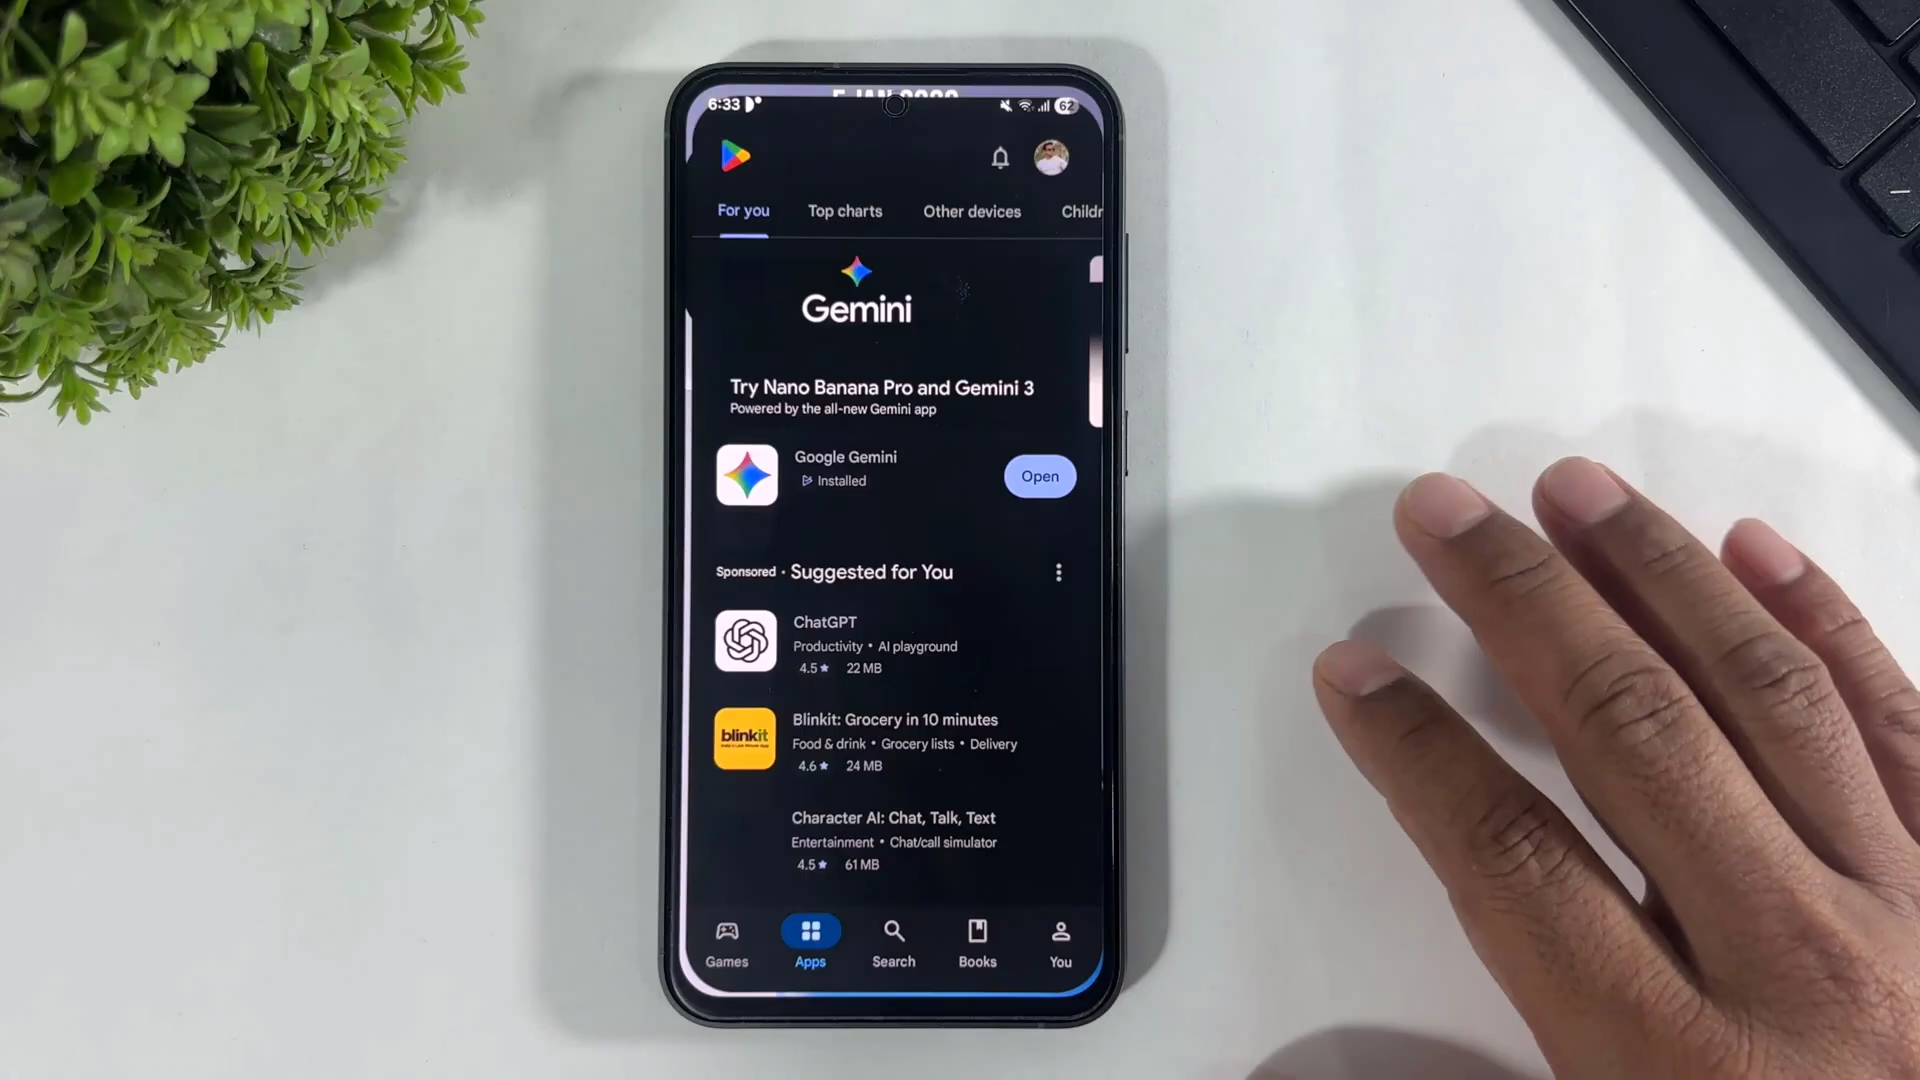 6:33
62
For you Top charts Other devices Childr
Gemini
Try Nano Banana Pro and Gemini 3
Powered by the all-new Gemini app
Google Gemini
Installed
Open
Sponsored • Suggested for You
ChatGPT
Productivity • AI playground
4.5★ 22 MB
blinkit
Blinkit: Grocery in 10 minutes
Food & drink • Grocery lists • Delivery
4.6★ 24 MB
Character AI: Chat, Talk, Text
Entertainment • Chat/call simulator
4.5★ 61 MB
Games Apps Search Books You